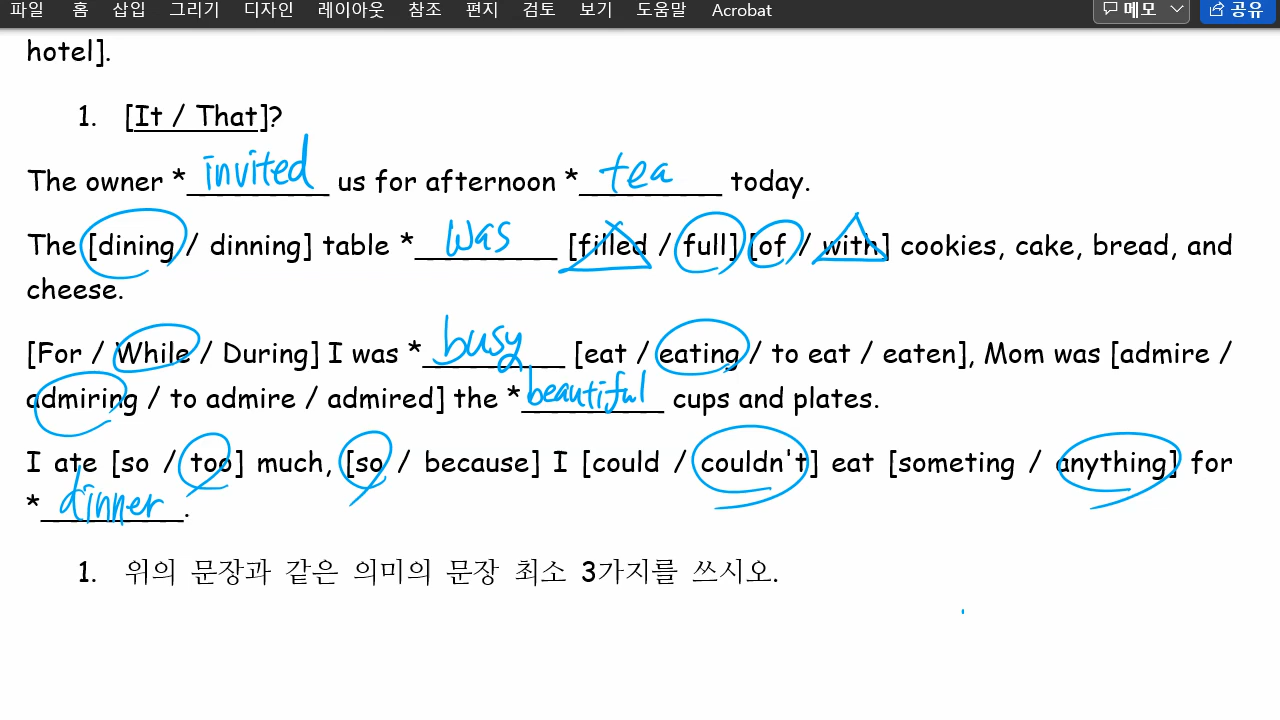 파일 홈 삽입 그리기 디자인 레이아웃 참조 편지 검토 보기 도움말 Acrobat 메모 공유
hotel].
1. [It / That]?
The owner *invited us for afternoon *tea today.
The [dining / dinning] table *was [filled / full] [of / with] cookies, cake, bread, and
cheese.
[For / While / During] I was *busy [eat / eating / to eat / eaten], Mom was [admire /
admiring / to admire / admired] the *beautiful cups and plates.
I ate [so / too] much, [so / because] I [could / couldn't] eat [someting / anything] for
*dinner.
1. 위의 문장과 같은 의미의 문장 최소 3가지를 쓰시오.